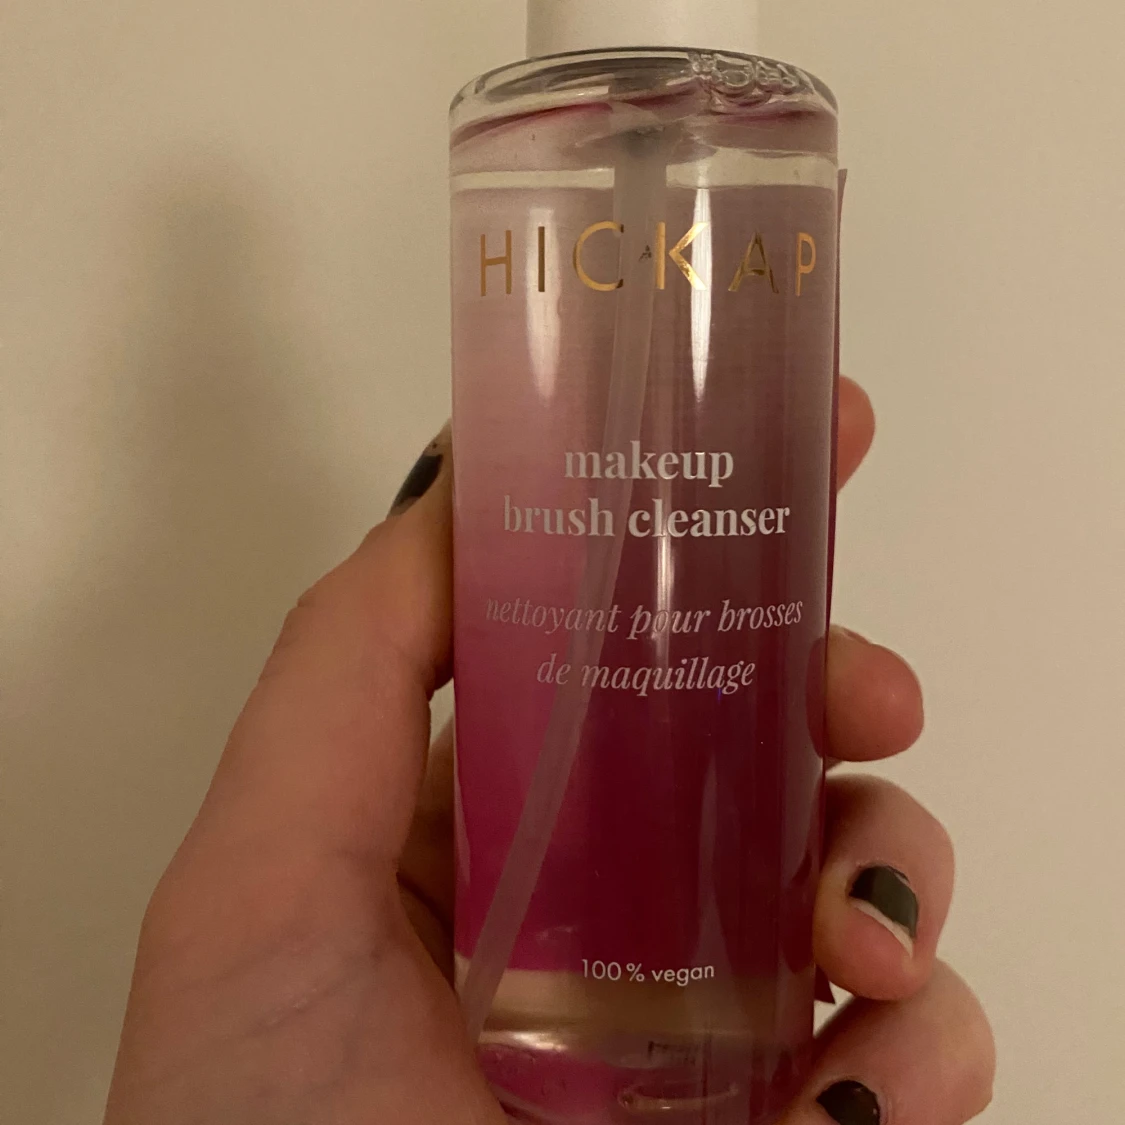 HICKAP
makeup
brush cleanser
nettoyant pour brosses
de maquillage
100% vegan